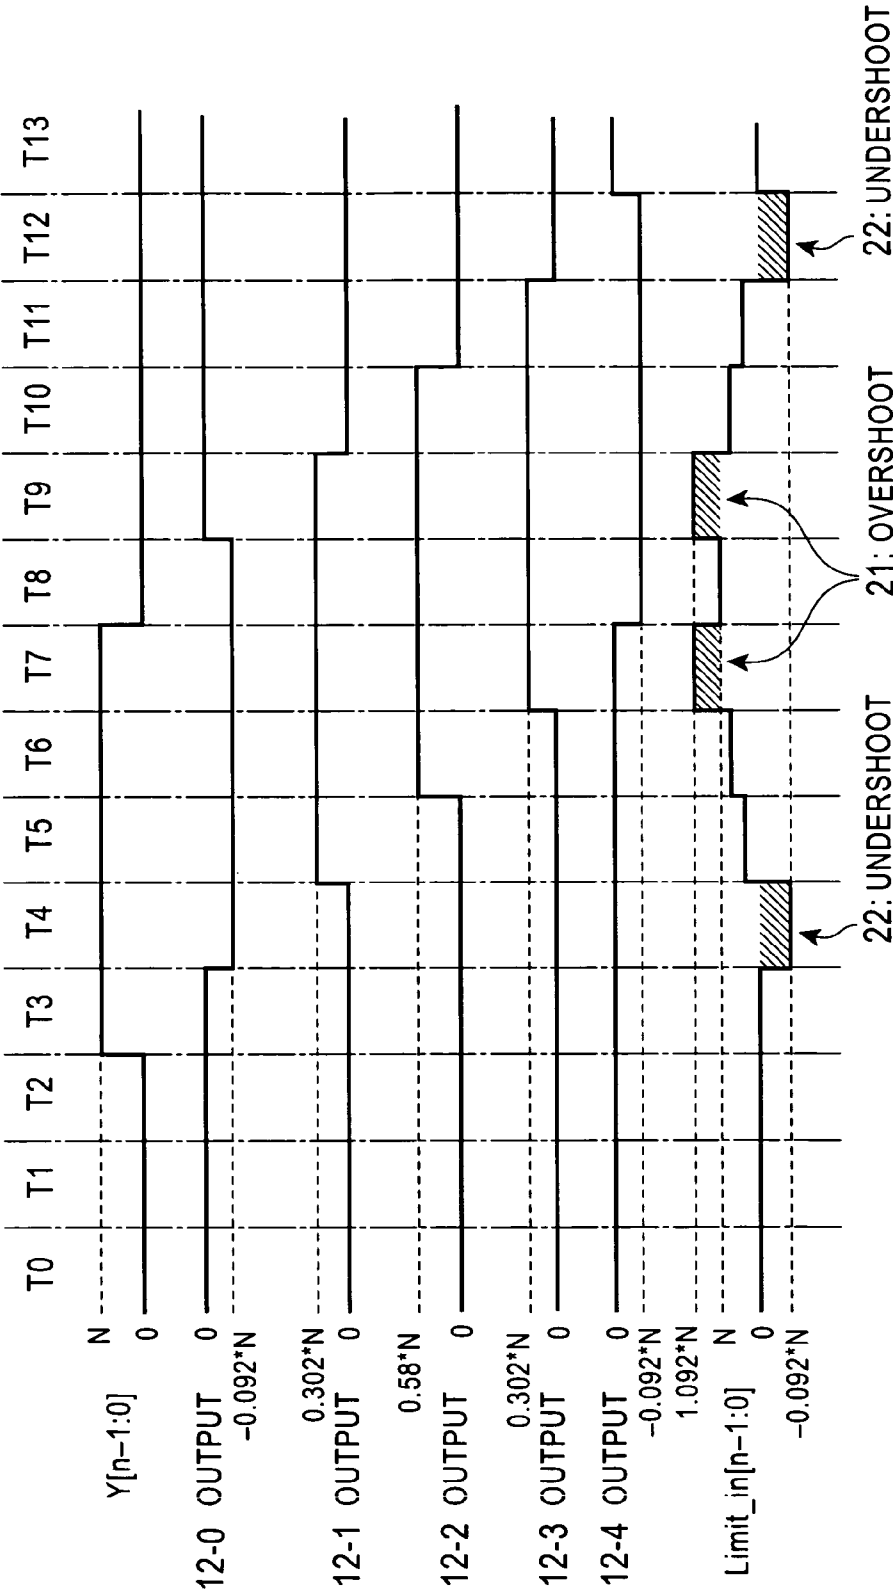 T0 T1 T2 T3 T4 T5 T6 T7 T8 T9 T10 T11 T12 T13
N
Y[n–1:0]
0
0
12-0 OUTPUT
–0.092*N
0.302*N
12-1 OUTPUT 0
0.58*N
12-2 OUTPUT 0
0.302*N
12-3 OUTPUT 0
12-4 OUTPUT 0
–0.092*N
1.092*N
N
Limit_in[n–1:0] 0
–0.092*N
22: UNDERSHOOT
21: OVERSHOOT
22: UNDERSHOOT